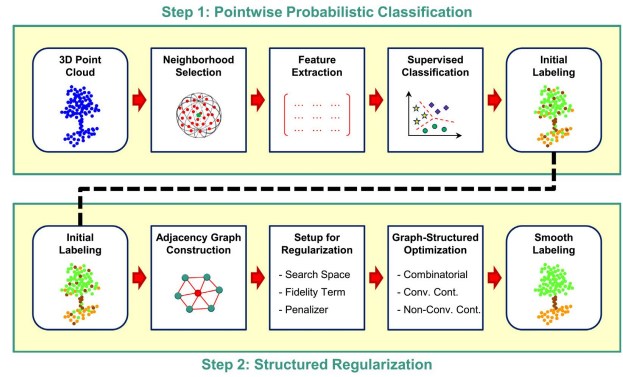 Step 1: Pointwise Probabilistic Classification
3D Point
Cloud
Neighborhood
Selection
Feature
Extraction
Supervised
Classification
Initial
Labeling
... ... ...
... ... ...
... ... ...
Initial
Labeling
Adjacency Graph
Construction
Setup for
Regularization
- Search Space
- Fidelity Term
- Penalizer
Graph-Structured
Optimization
- Combinatorial
- Conv. Cont.
- Non-Conv. Cont.
Smooth
Labeling
Step 2: Structured Regularization